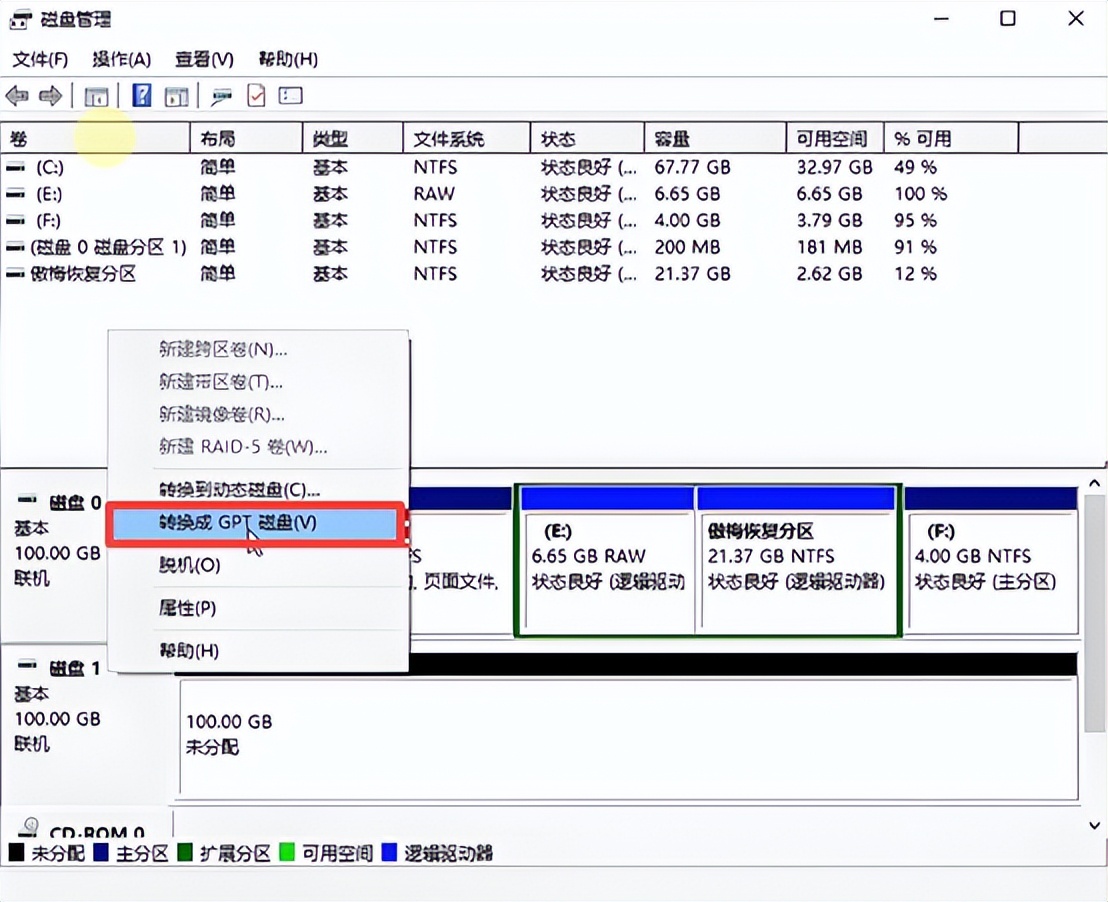 磁盘管理
文件(F) 操作(A) 查看(V) 帮助(H)
卷 布局 类型 文件系统 状态 容量 可用空间 % 可用
(C:) 简单 基本 NTFS 状态良好 (... 67.77 GB 32.97 GB 49 %
(E:) 简单 基本 RAW 状态良好 (... 6.65 GB 6.65 GB 100 %
(F:) 简单 基本 NTFS 状态良好 (... 4.00 GB 3.79 GB 95 %
(磁盘 0 磁盘分区 1) 简单 基本 NTFS 状态良好 (... 200 MB 181 MB 91 %
傲梅恢复分区 简单 基本 NTFS 状态良好 (... 21.37 GB 2.62 GB 12 %
新建跨区卷(N)...
新建带区卷(T)...
新建镜像卷(R)...
新建 RAID-5 卷(W)...
转换到动态磁盘(C)...
转换成 GPT 磁盘(V)
脱机(O)
属性(P)
帮助(H)
磁盘 0
基本
100.00 GB
联机
页面文件,
(E:)
6.65 GB RAW
状态良好 (逻辑驱动
傲梅恢复分区
21.37 GB NTFS
状态良好 (逻辑驱动器)
(F:)
4.00 GB NTFS
状态良好 (主分区)
磁盘 1
基本
100.00 GB
联机
100.00 GB
未分配
CD-ROM 0
未分配 主分区 扩展分区 可用空间 逻辑驱动器